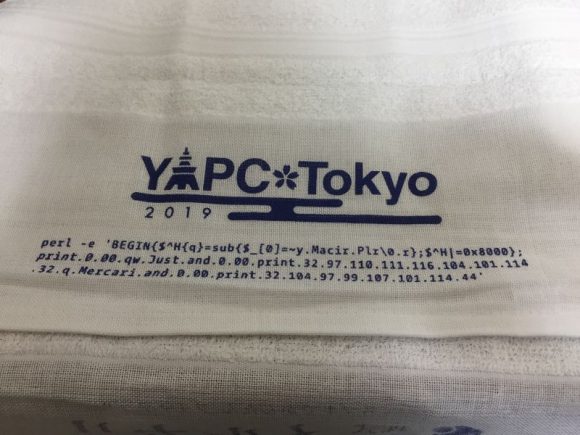 YAPC Tokyo
2019
perl -e 'BEGIN{$^H{q}=sub{$_[0]=~y.Macir.Plr\0.r};$^H|=0x8000};
print.0.00.qw.Just.and.0.00.print.32.97.110.111.116.104.101.114
.32.q.Mercari.and.0.00.print.32.104.97.99.107.101.114.44'